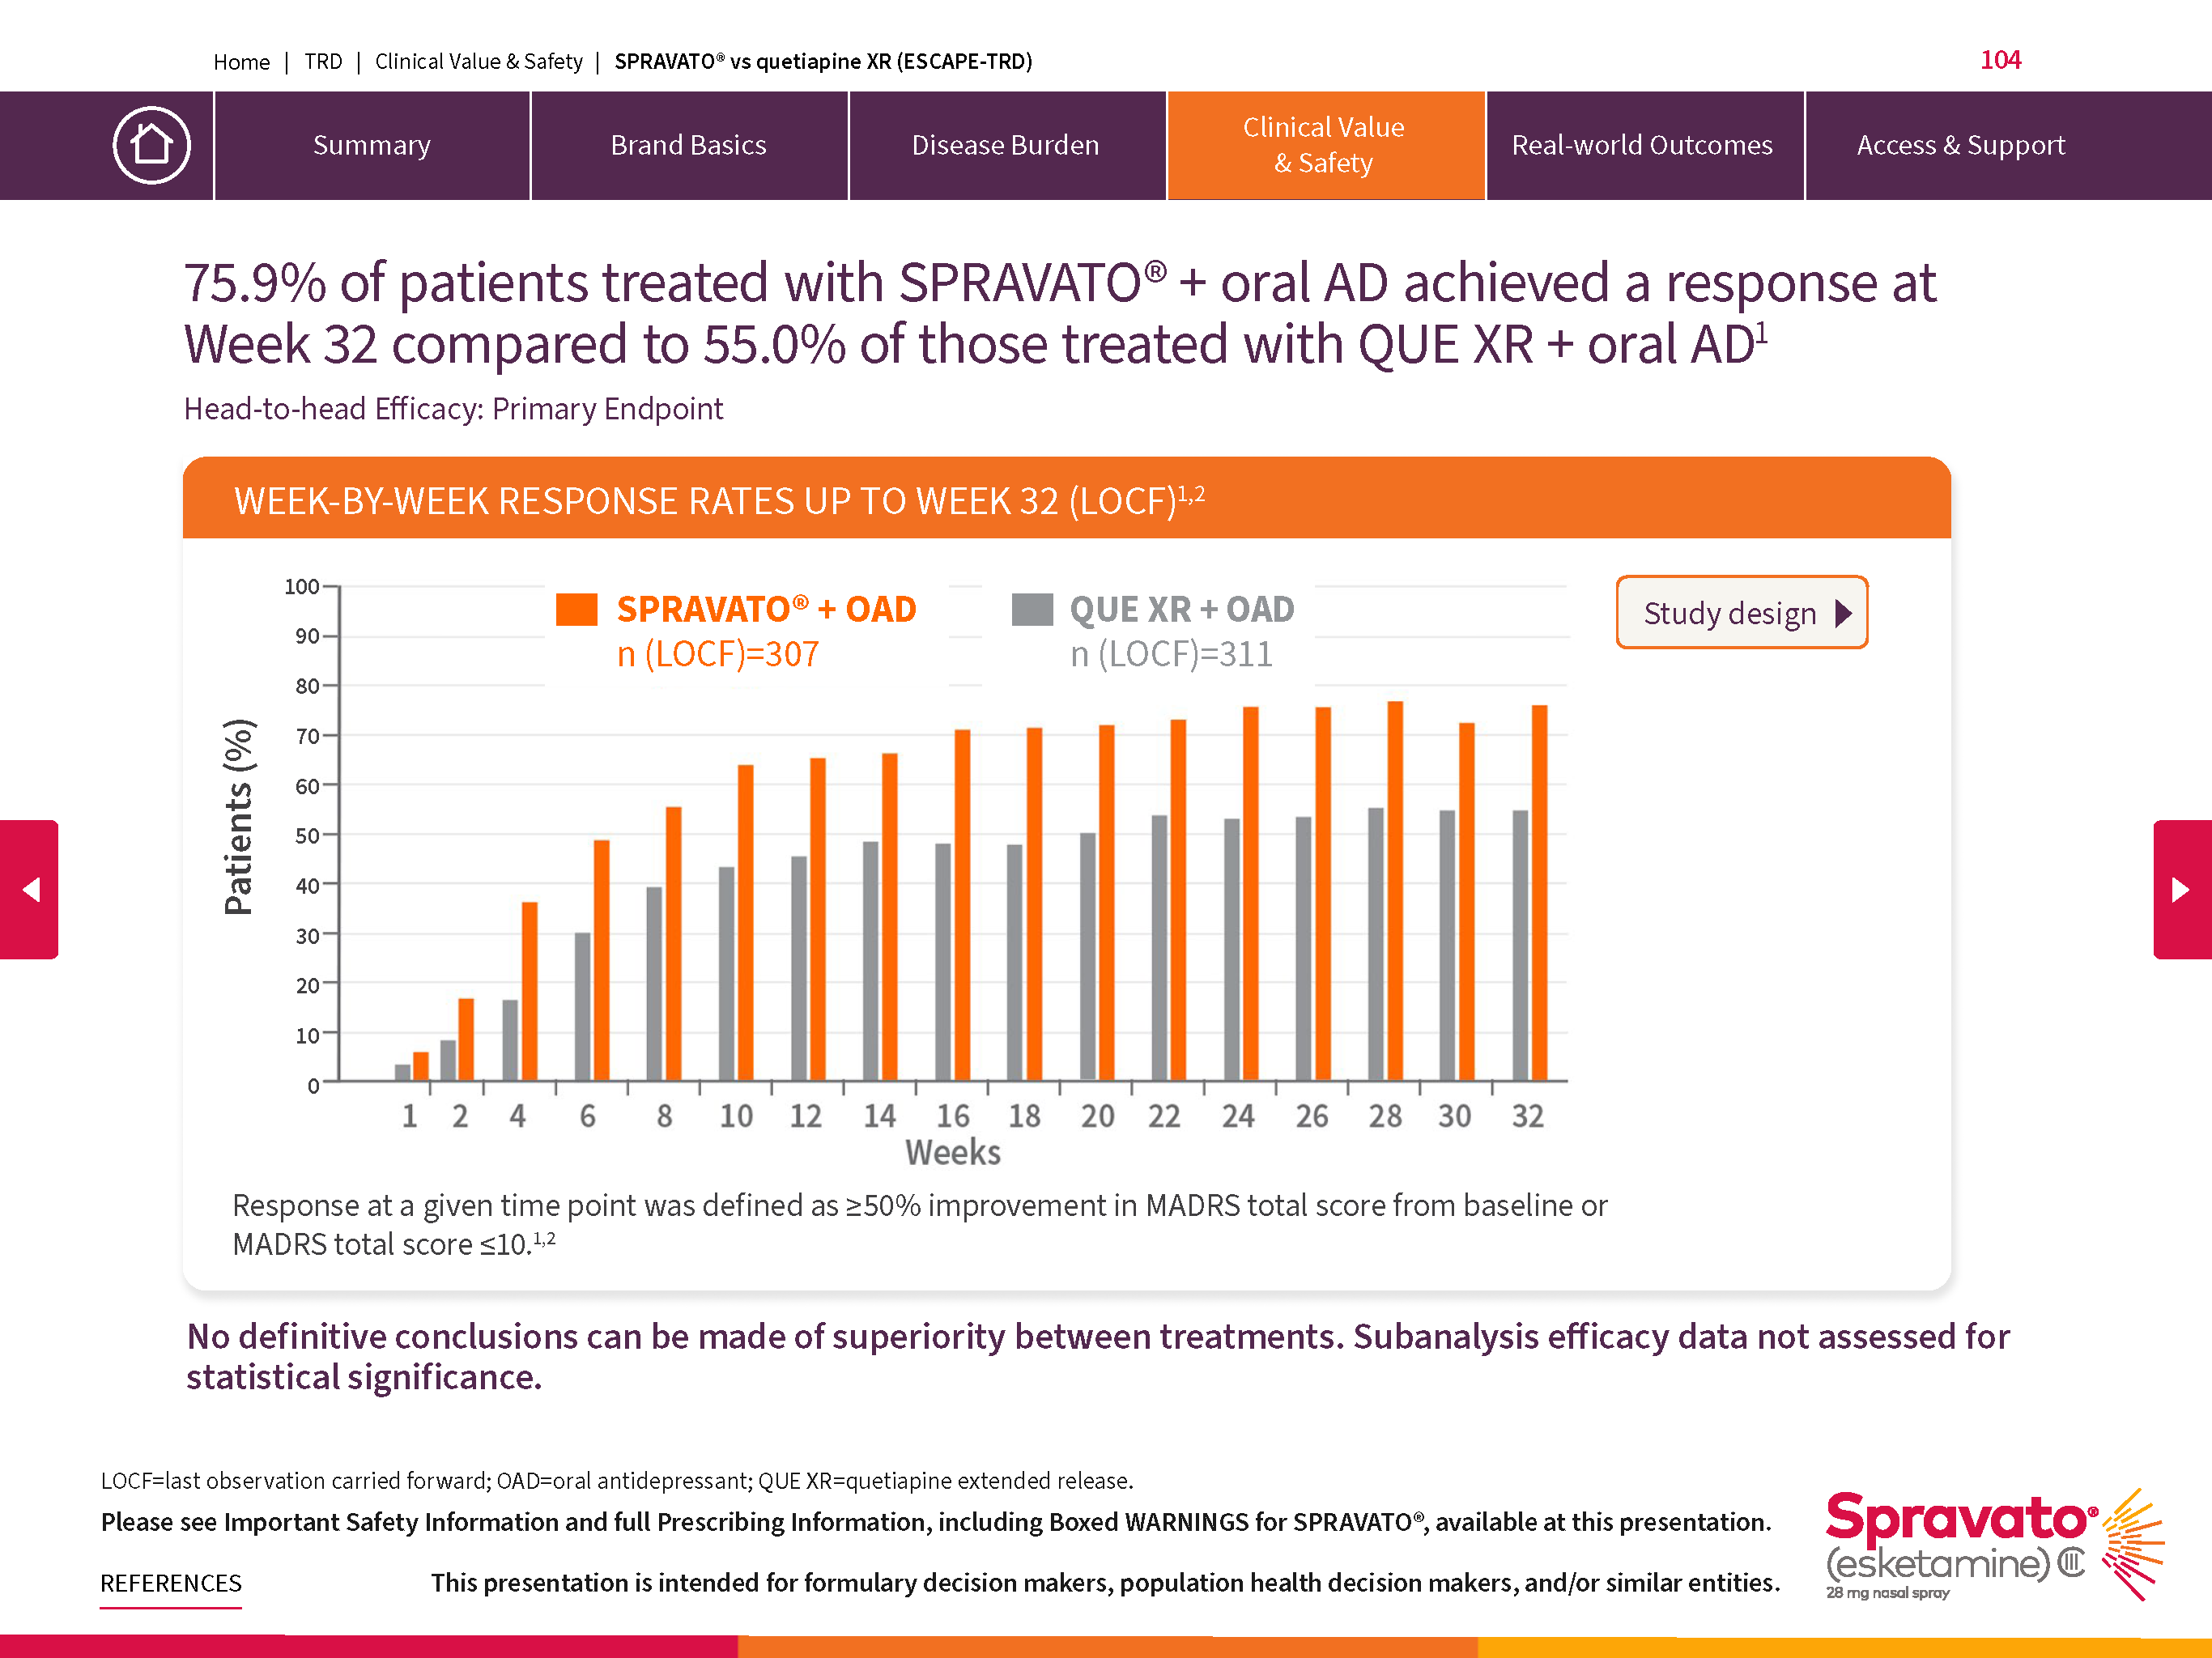 Home | TRD | Clinical Value & Safety | SPRAVATO® vs quetiapine XR (ESCAPE-TRD)
104
Summary
Brand Basics
Disease Burden
Clinical Value
& Safety
Real-world Outcomes
Access & Support
75.9% of patients treated with SPRAVATO® + oral AD achieved a response at
Week 32 compared to 55.0% of those treated with QUE XR + oral AD¹
Head-to-head Efficacy: Primary Endpoint
WEEK-BY-WEEK RESPONSE RATES UP TO WEEK 32 (LOCF)¹,²
SPRAVATO® + OAD
n (LOCF)=307
QUE XR + OAD
n (LOCF)=311
Study design
Patients (%)
100
90
80
70
60
50
40
30
20
10
0
1 2 4 6 8 10 12 14 16 18 20 22 24 26 28 30 32
Weeks
Response at a given time point was defined as ≥50% improvement in MADRS total score from baseline or
MADRS total score ≤10.¹,²
No definitive conclusions can be made of superiority between treatments. Subanalysis efficacy data not assessed for
statistical significance.
LOCF=last observation carried forward; OAD=oral antidepressant; QUE XR=quetiapine extended release.
Please see Important Safety Information and full Prescribing Information, including Boxed WARNINGS for SPRAVATO®, available at this presentation.
REFERENCES
This presentation is intended for formulary decision makers, population health decision makers, and/or similar entities.
Spravato®
(esketamine) CIII
28 mg nasal spray